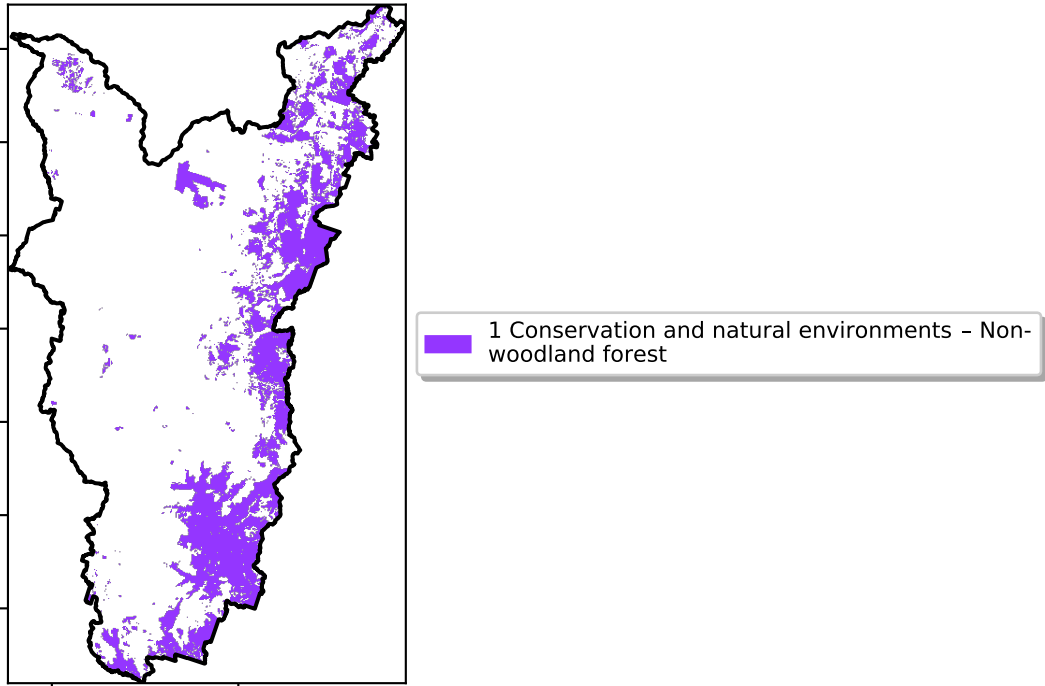 1 Conservation and natural environments – Non-
woodland forest